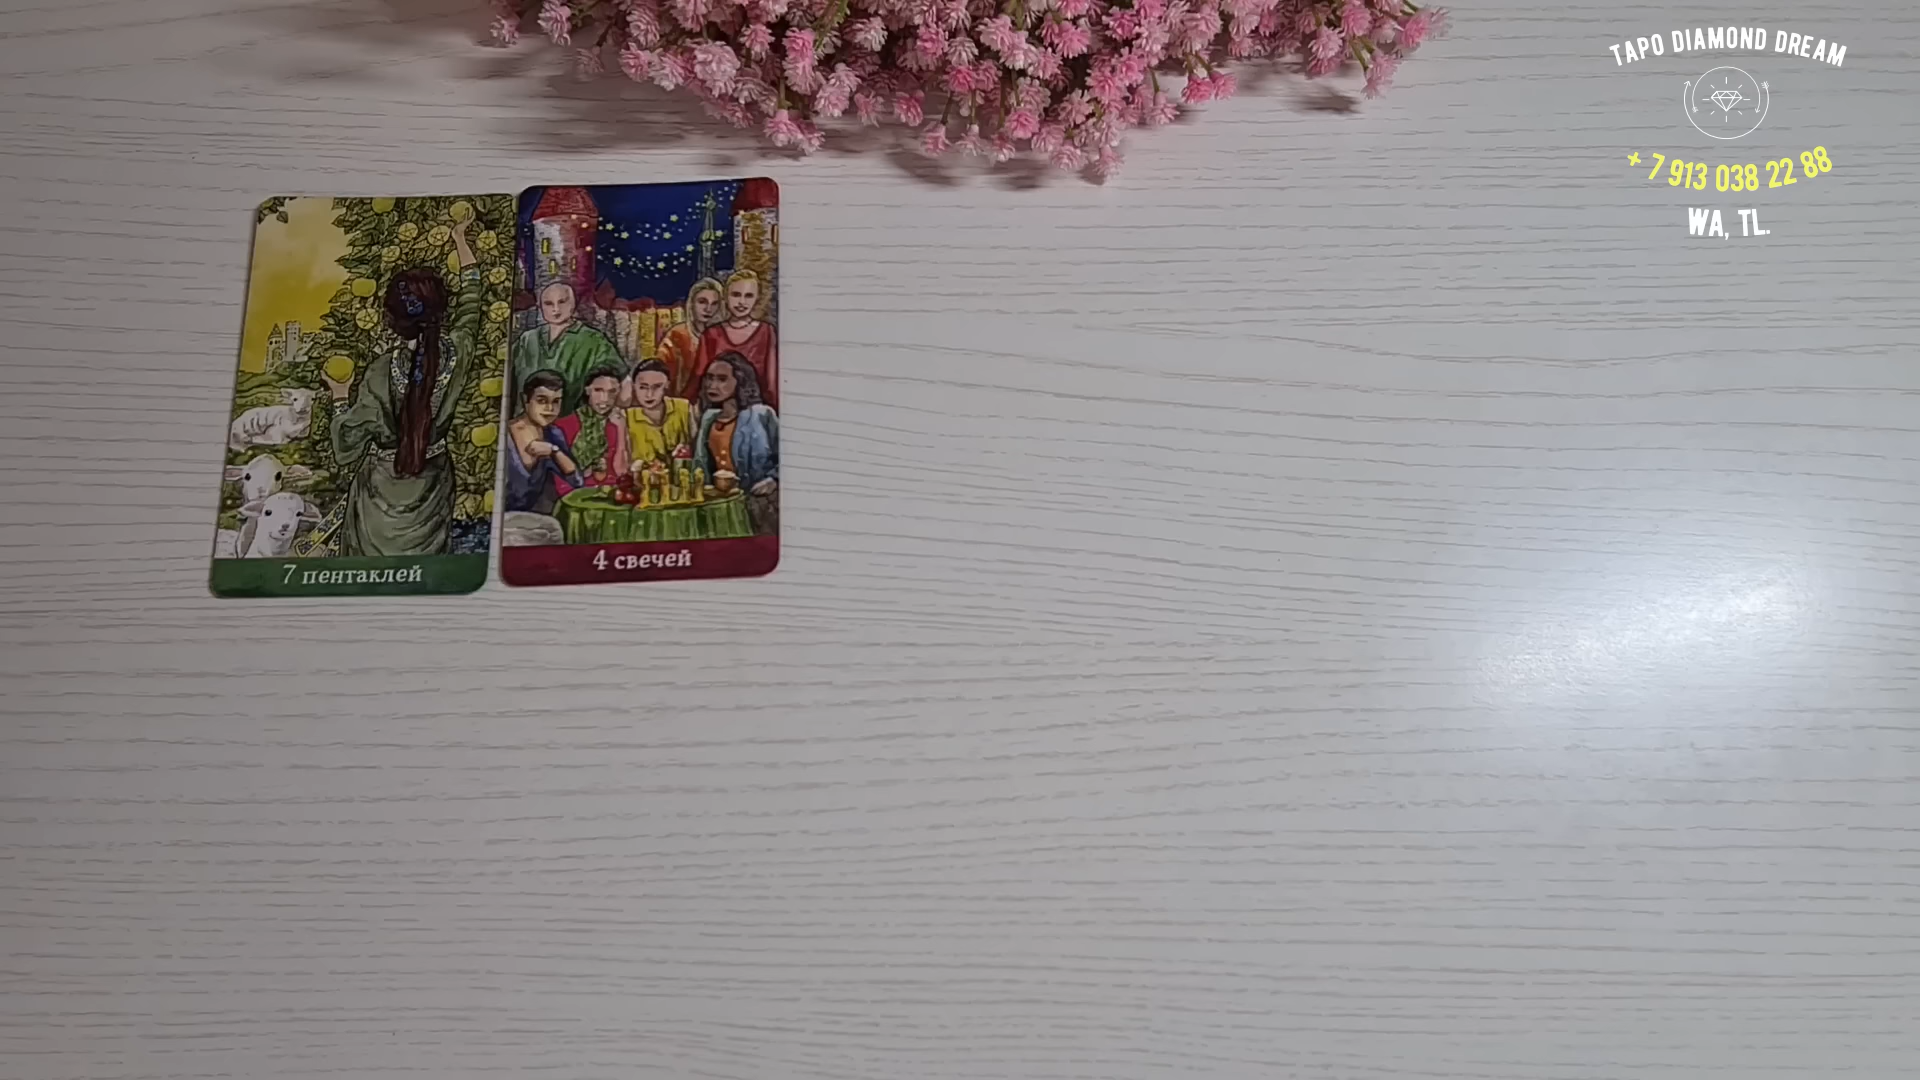 ТАРО DIAMOND DREAM
+ 7 913 038 22 88
WA, TL.
7 пентаклей
4 свечей